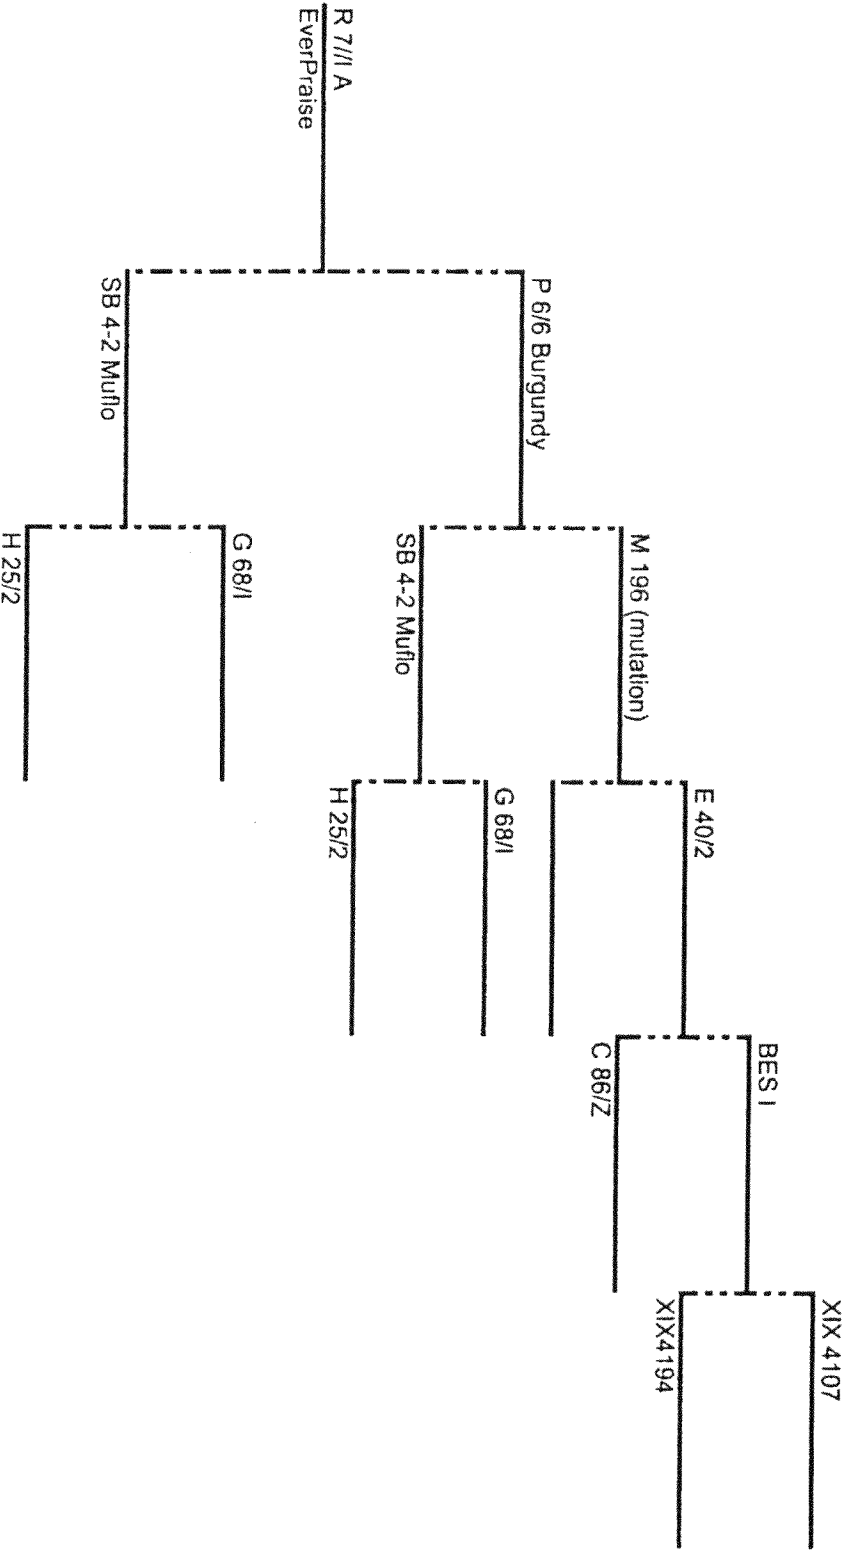 R 7//I A
EverPraise
P 6/6 Burgundy
SB 4-2 Muflo
M 196 (mutation)
SB 4-2 Muflo
G 68/I
H 25/2
E 40/2
G 68/I
H 25/2
BES I
C 86/Z
XIX 4107
XIX4194